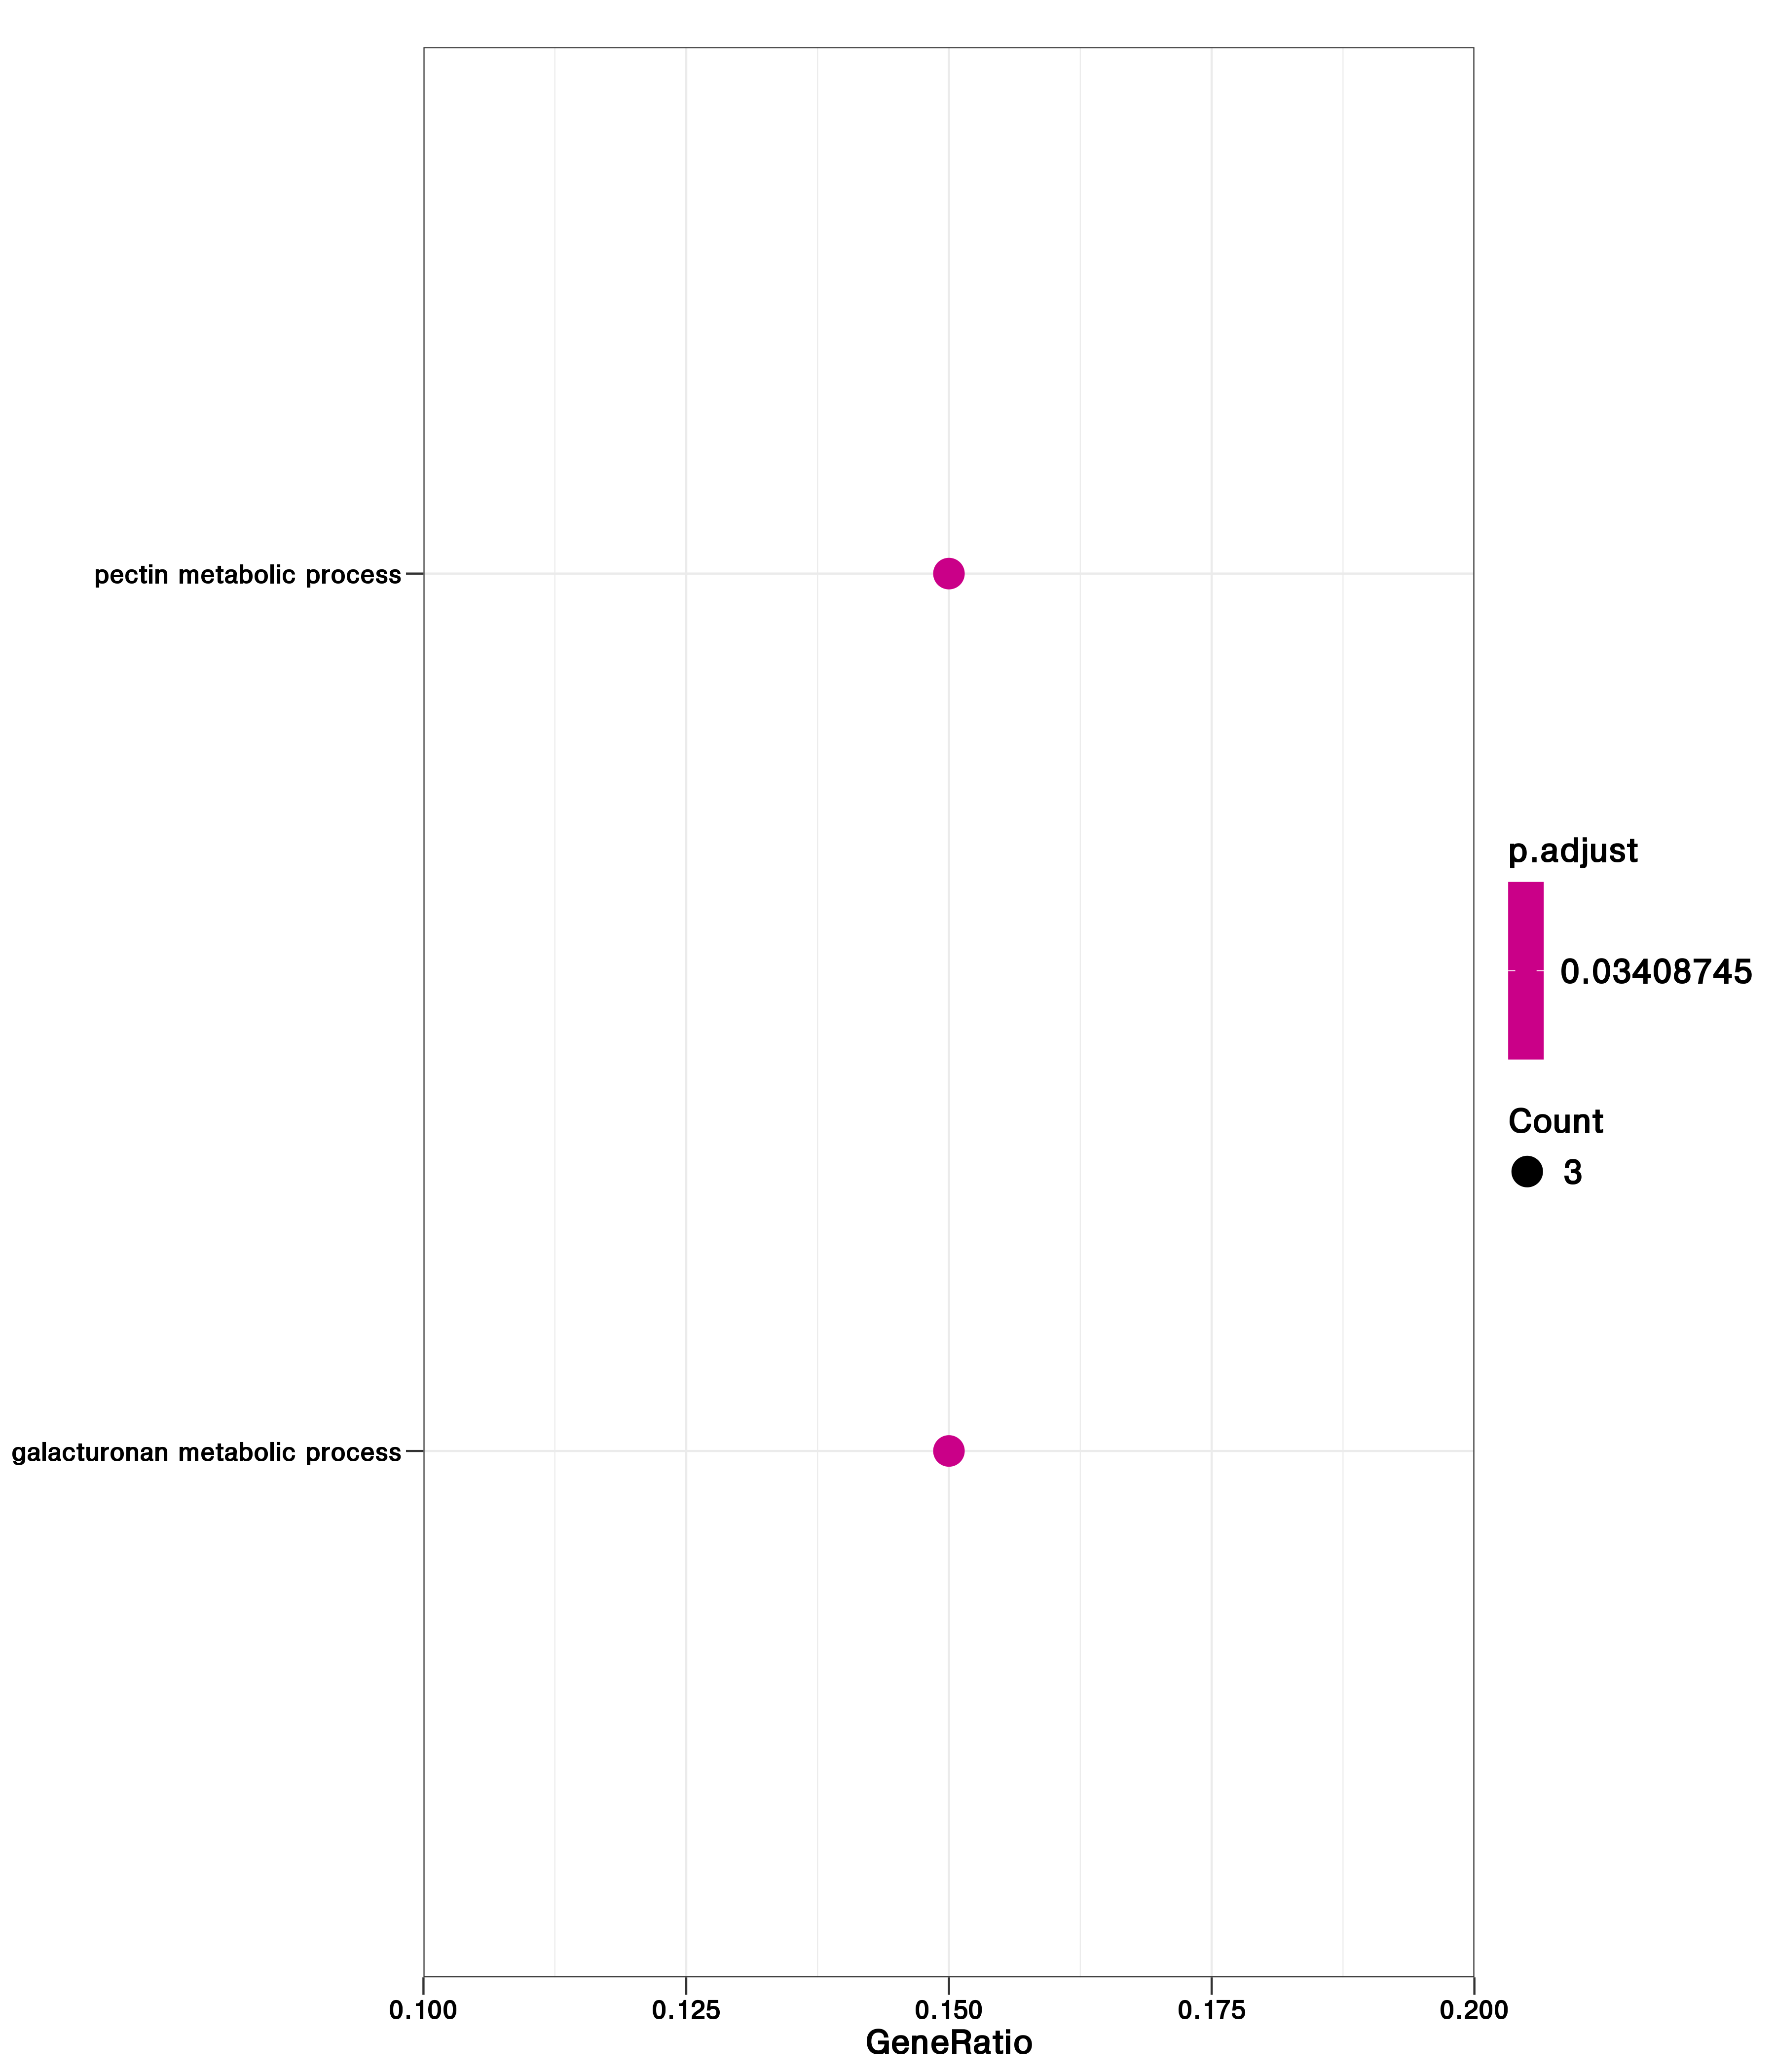 pectin metabolic process
galacturonan metabolic process
0.100 0.125 0.150 0.175 0.200
GeneRatio
p.adjust
0.03408745
Count
3